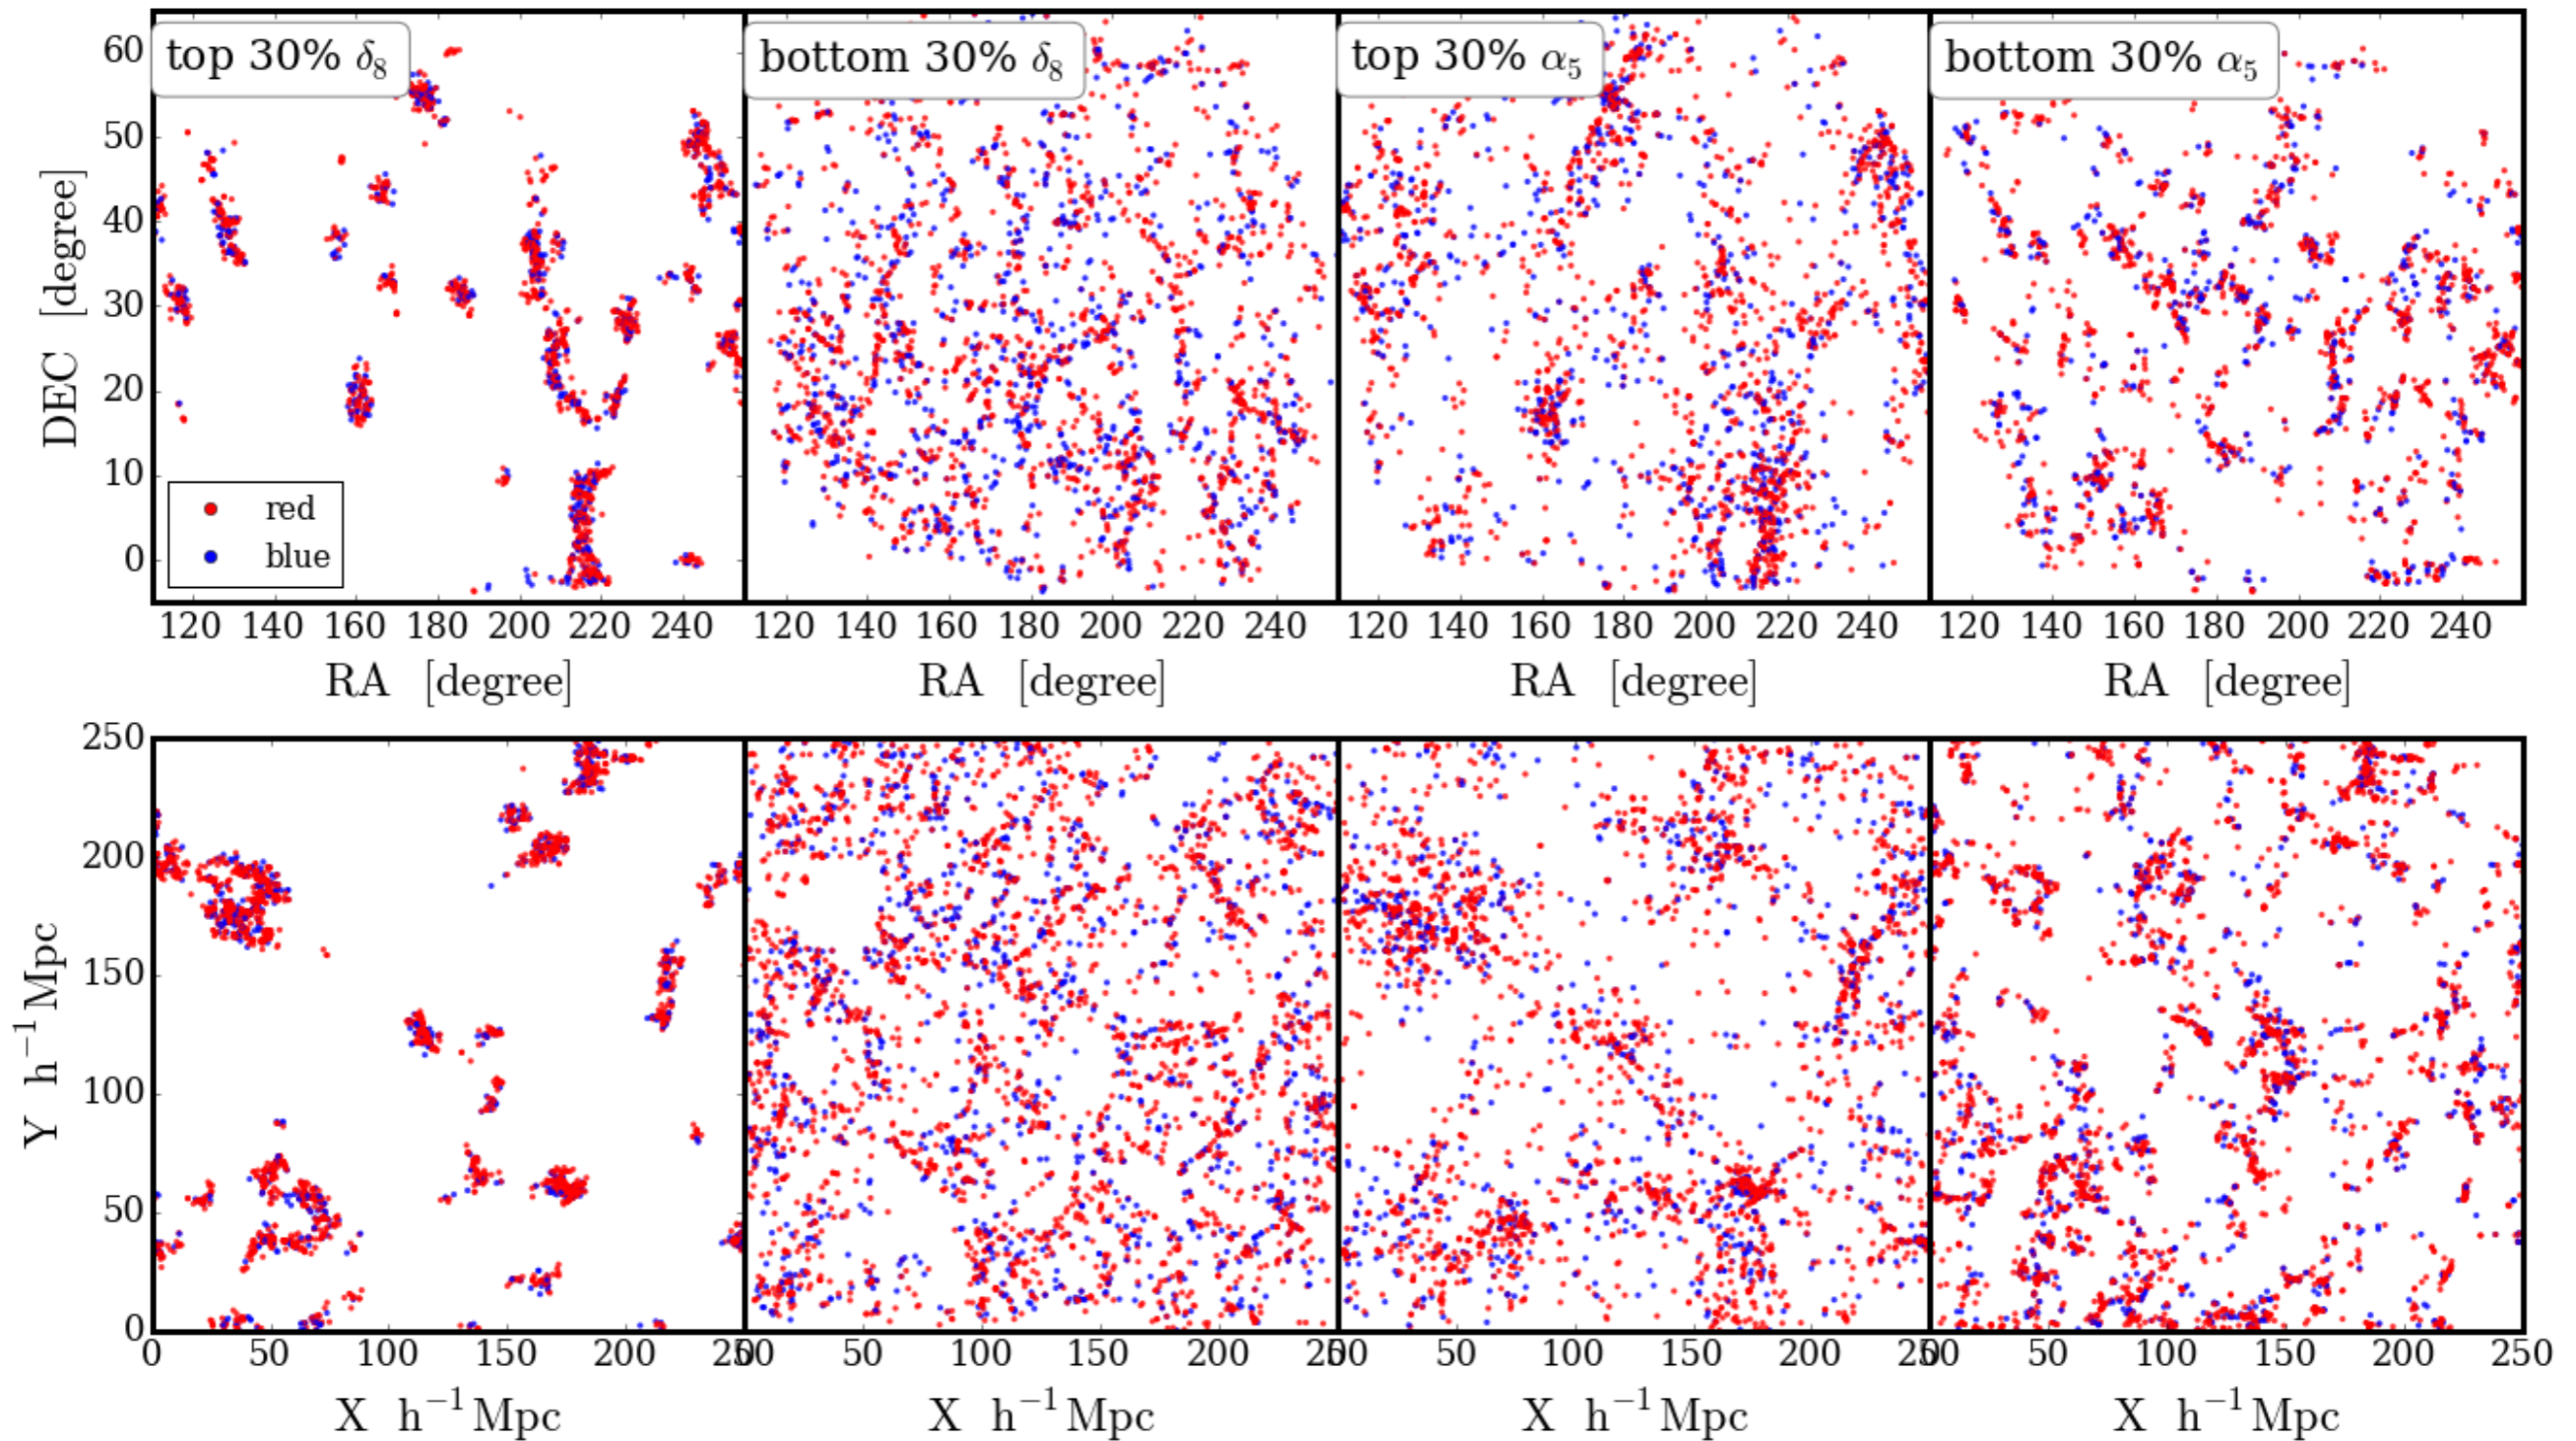 top 30% δ8
bottom 30% δ8
top 30% α5
bottom 30% α5
DEC [degree]
60
50
40
30
20
10
0
red
blue
120 140 160 180 200 220 240
120 140 160 180 200 220 240
120 140 160 180 200 220 240
120 140 160 180 200 220 240
RA [degree]
RA [degree]
RA [degree]
RA [degree]
Y h−1Mpc
250
200
150
100
50
0
0 50 100 150 200 250
0 50 100 150 200 250
0 50 100 150 200 250
0 50 100 150 200 250
X h−1Mpc
X h−1Mpc
X h−1Mpc
X h−1Mpc